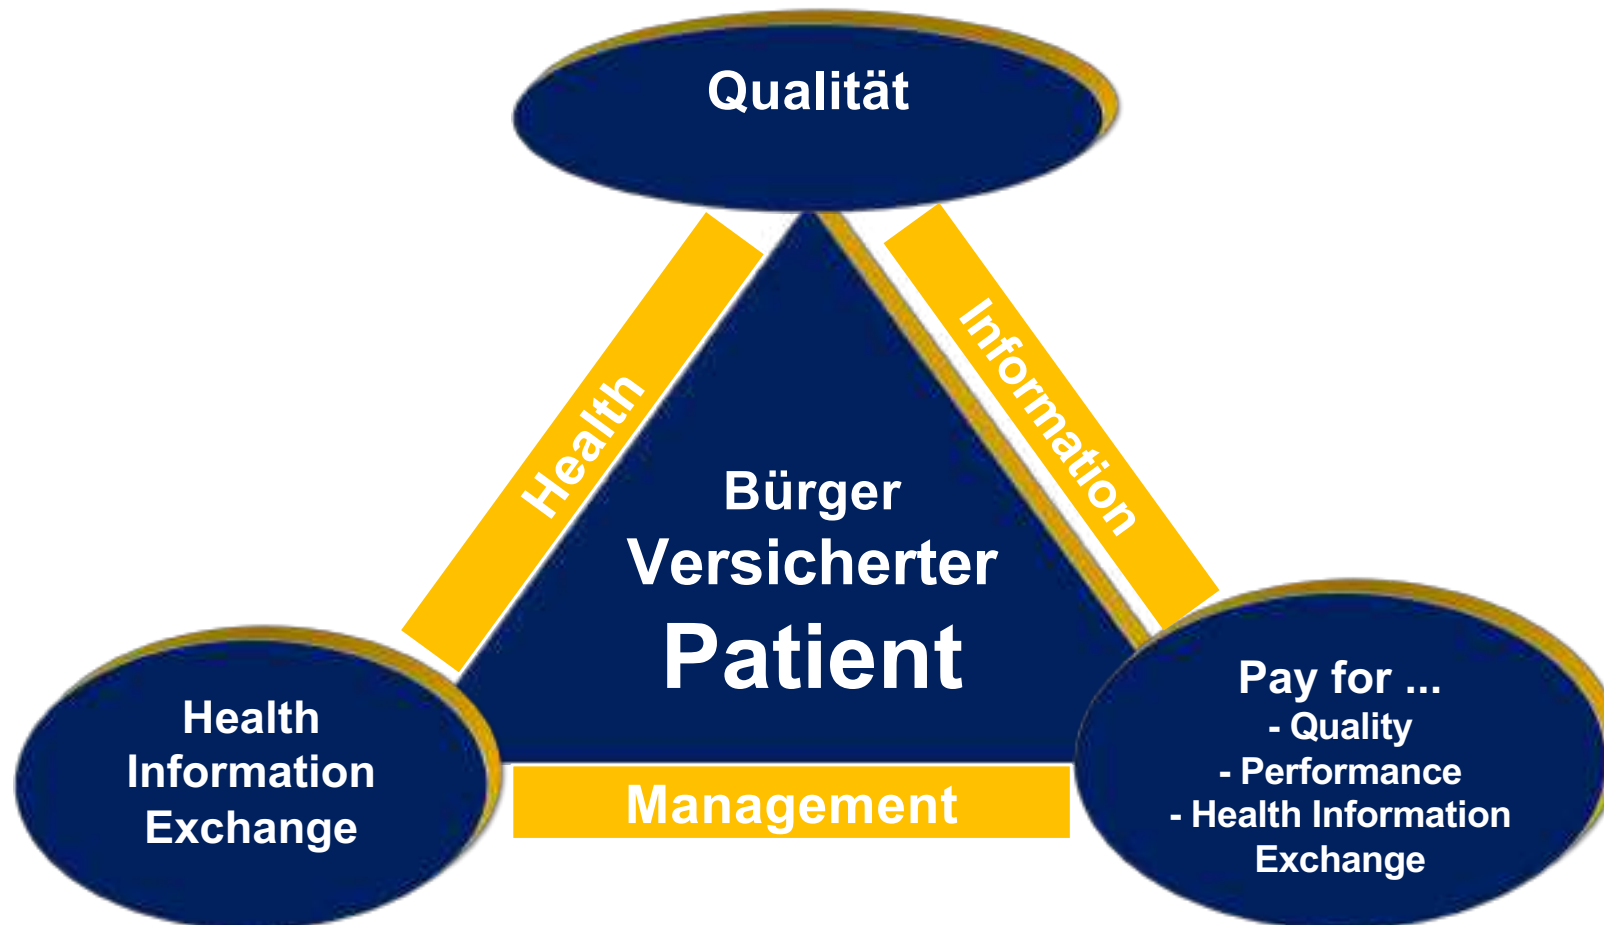 Qualität
Health
Information
Bürger
Versicherter
Patient
Health
Information
Exchange
Management
Pay for ...
- Quality
- Performance
- Health Information
Exchange